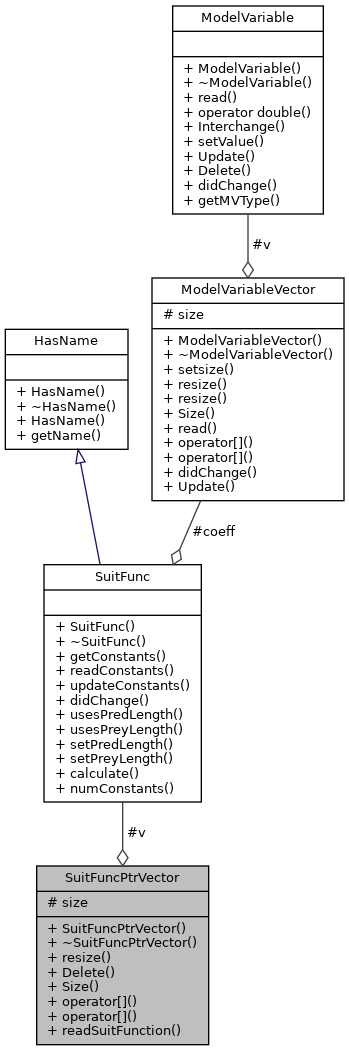 ModelVariable
+ ModelVariable()
+ ~ModelVariable()
+ read()
+ operator double()
+ Interchange()
+ setValue()
+ Update()
+ Delete()
+ didChange()
+ getMVType()
#v
ModelVariableVector
# size
+ ModelVariableVector()
+ ~ModelVariableVector()
+ setsize()
+ resize()
+ resize()
+ Size()
+ read()
+ operator[]()
+ operator[]()
+ didChange()
+ Update()
HasName
+ HasName()
+ ~HasName()
+ HasName()
+ getName()
#coeff
SuitFunc
+ SuitFunc()
+ ~SuitFunc()
+ getConstants()
+ readConstants()
+ updateConstants()
+ didChange()
+ usesPredLength()
+ usesPreyLength()
+ setPredLength()
+ setPreyLength()
+ calculate()
+ numConstants()
#v
SuitFuncPtrVector
# size
+ SuitFuncPtrVector()
+ ~SuitFuncPtrVector()
+ resize()
+ Delete()
+ Size()
+ operator[]()
+ operator[]()
+ readSuitFunction()